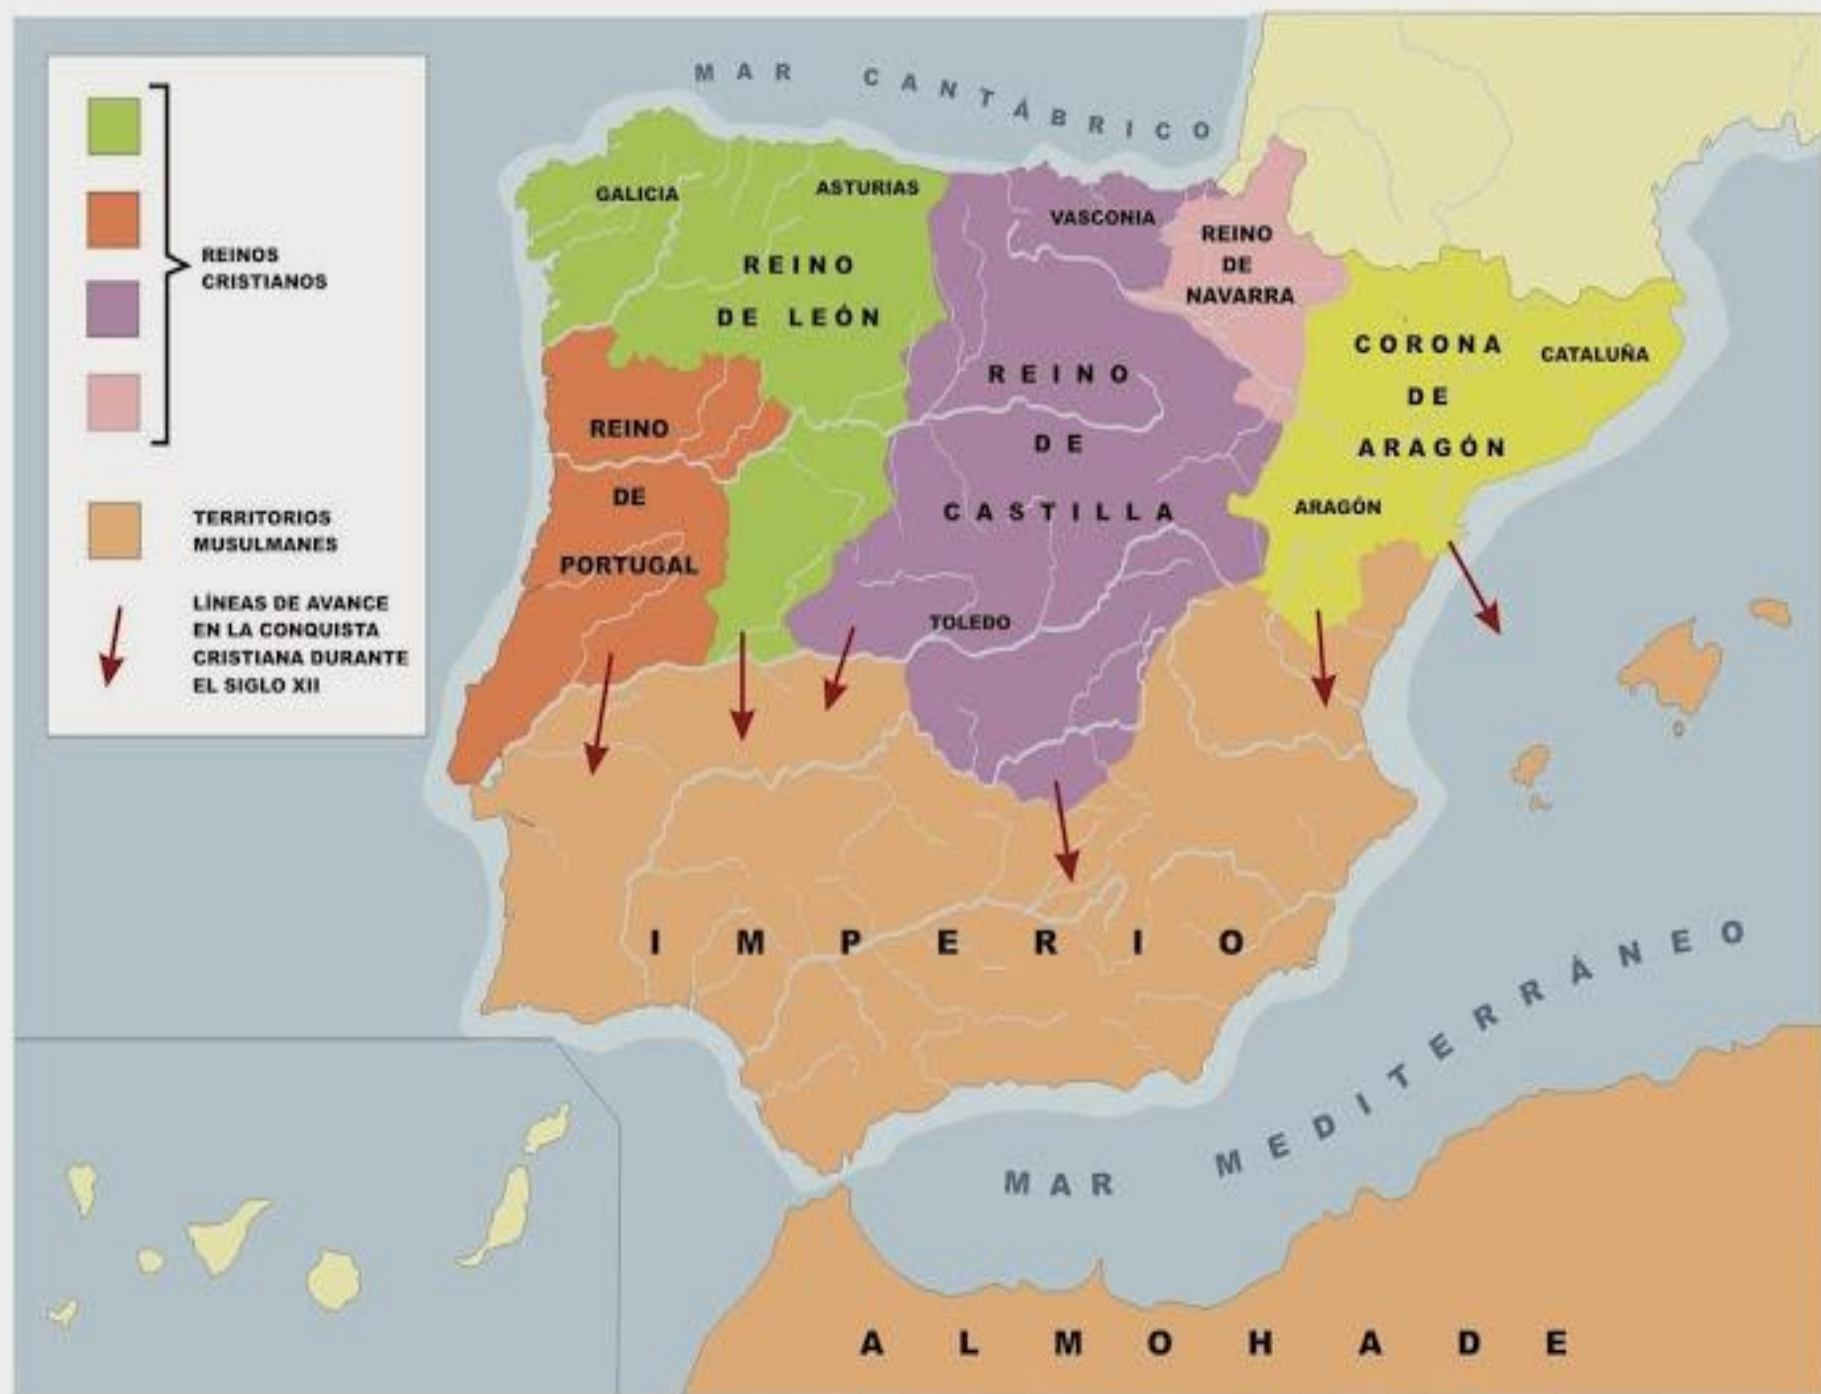 REINOS
CRISTIANOS
TERRITORIOS
MUSULMANES
LÍNEAS DE AVANCE
EN LA CONQUISTA
CRISTIANA DURANTE
EL SIGLO XII
MAR CANTÁBRICO
GALICIA
ASTURIAS
REINO
DE LEÓN
VASCONIA
REINO
DE
NAVARRA
CORONA
DE
ARAGÓN
CATALUÑA
ARAGÓN
REINO
DE
CASTILLA
TOLEDO
REINO
DE
PORTUGAL
IMPERIO
MAR MEDITERRÁNEO
ALMOHADE